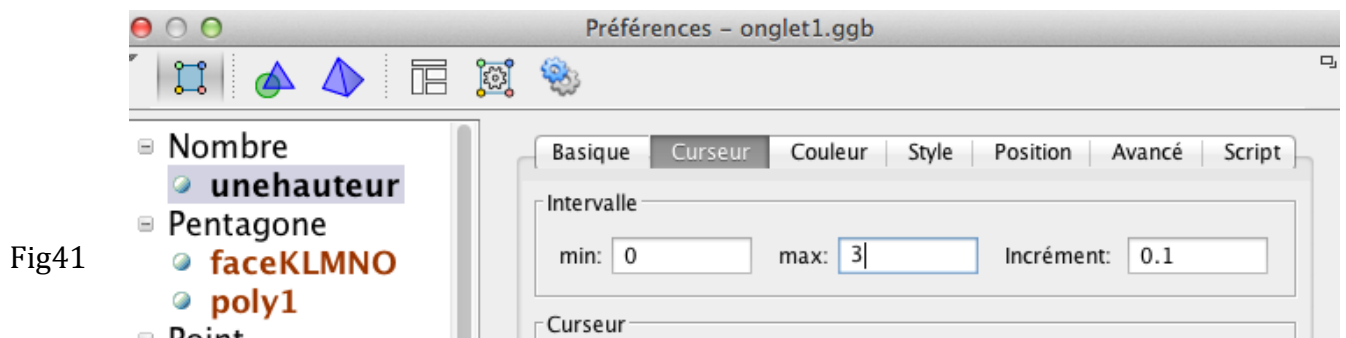 Préférences – onglet1.ggb
Nombre
unehauteur
Pentagone
faceKLMNO
poly1
Point
Basique Curseur Couleur Style Position Avancé Script
Intervalle
min: 0 max: 3 Incrément: 0.1
Curseur
Fig41